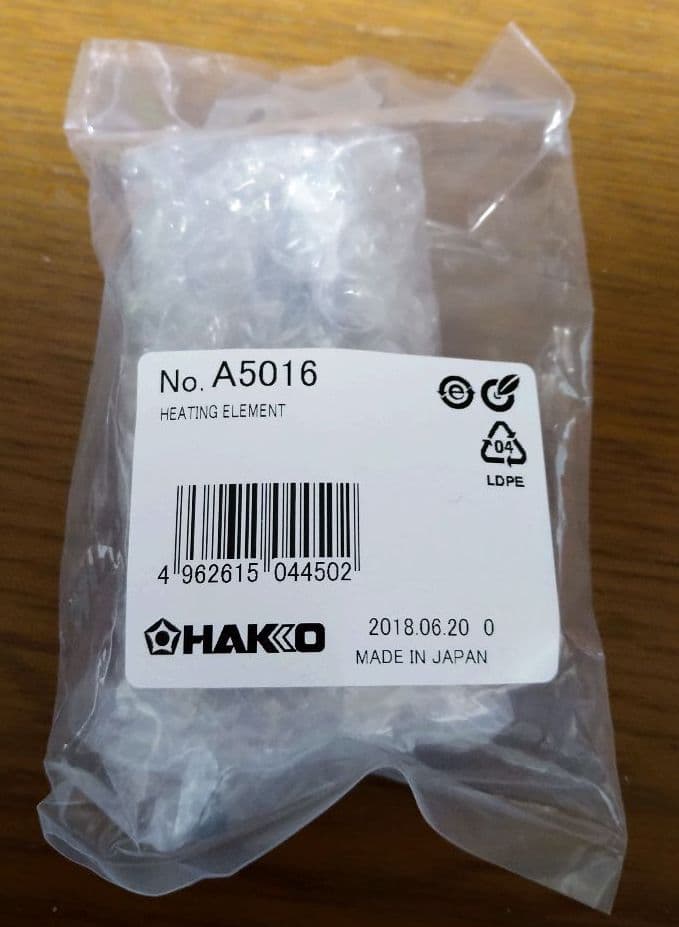 No. A5016
HEATING ELEMENT
e
04
LDPE
4 962615 044502
HAKKO
2018.06.20 0
MADE IN JAPAN